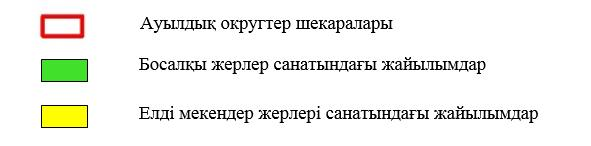 Ауылдық округтер шекаралары
Босалқы жерлер санатындағы жайылымдар
Елді мекендер жерлері санатындағы жайылымдар